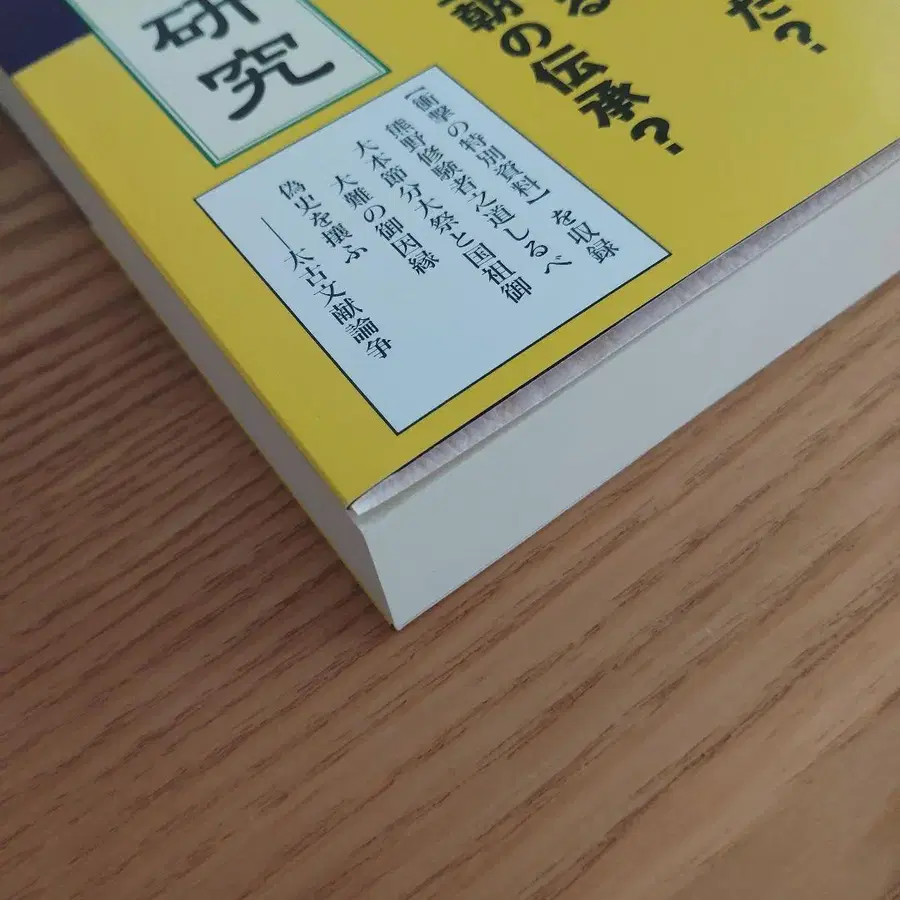 だ?
る
朝の伝承?
研究
【衝撃の特別資料】を収録
熊野修験者之道しるべ
大本節分大祭と国祖御
大難の御因縁
偽史を攘ふ
──太古文献論争